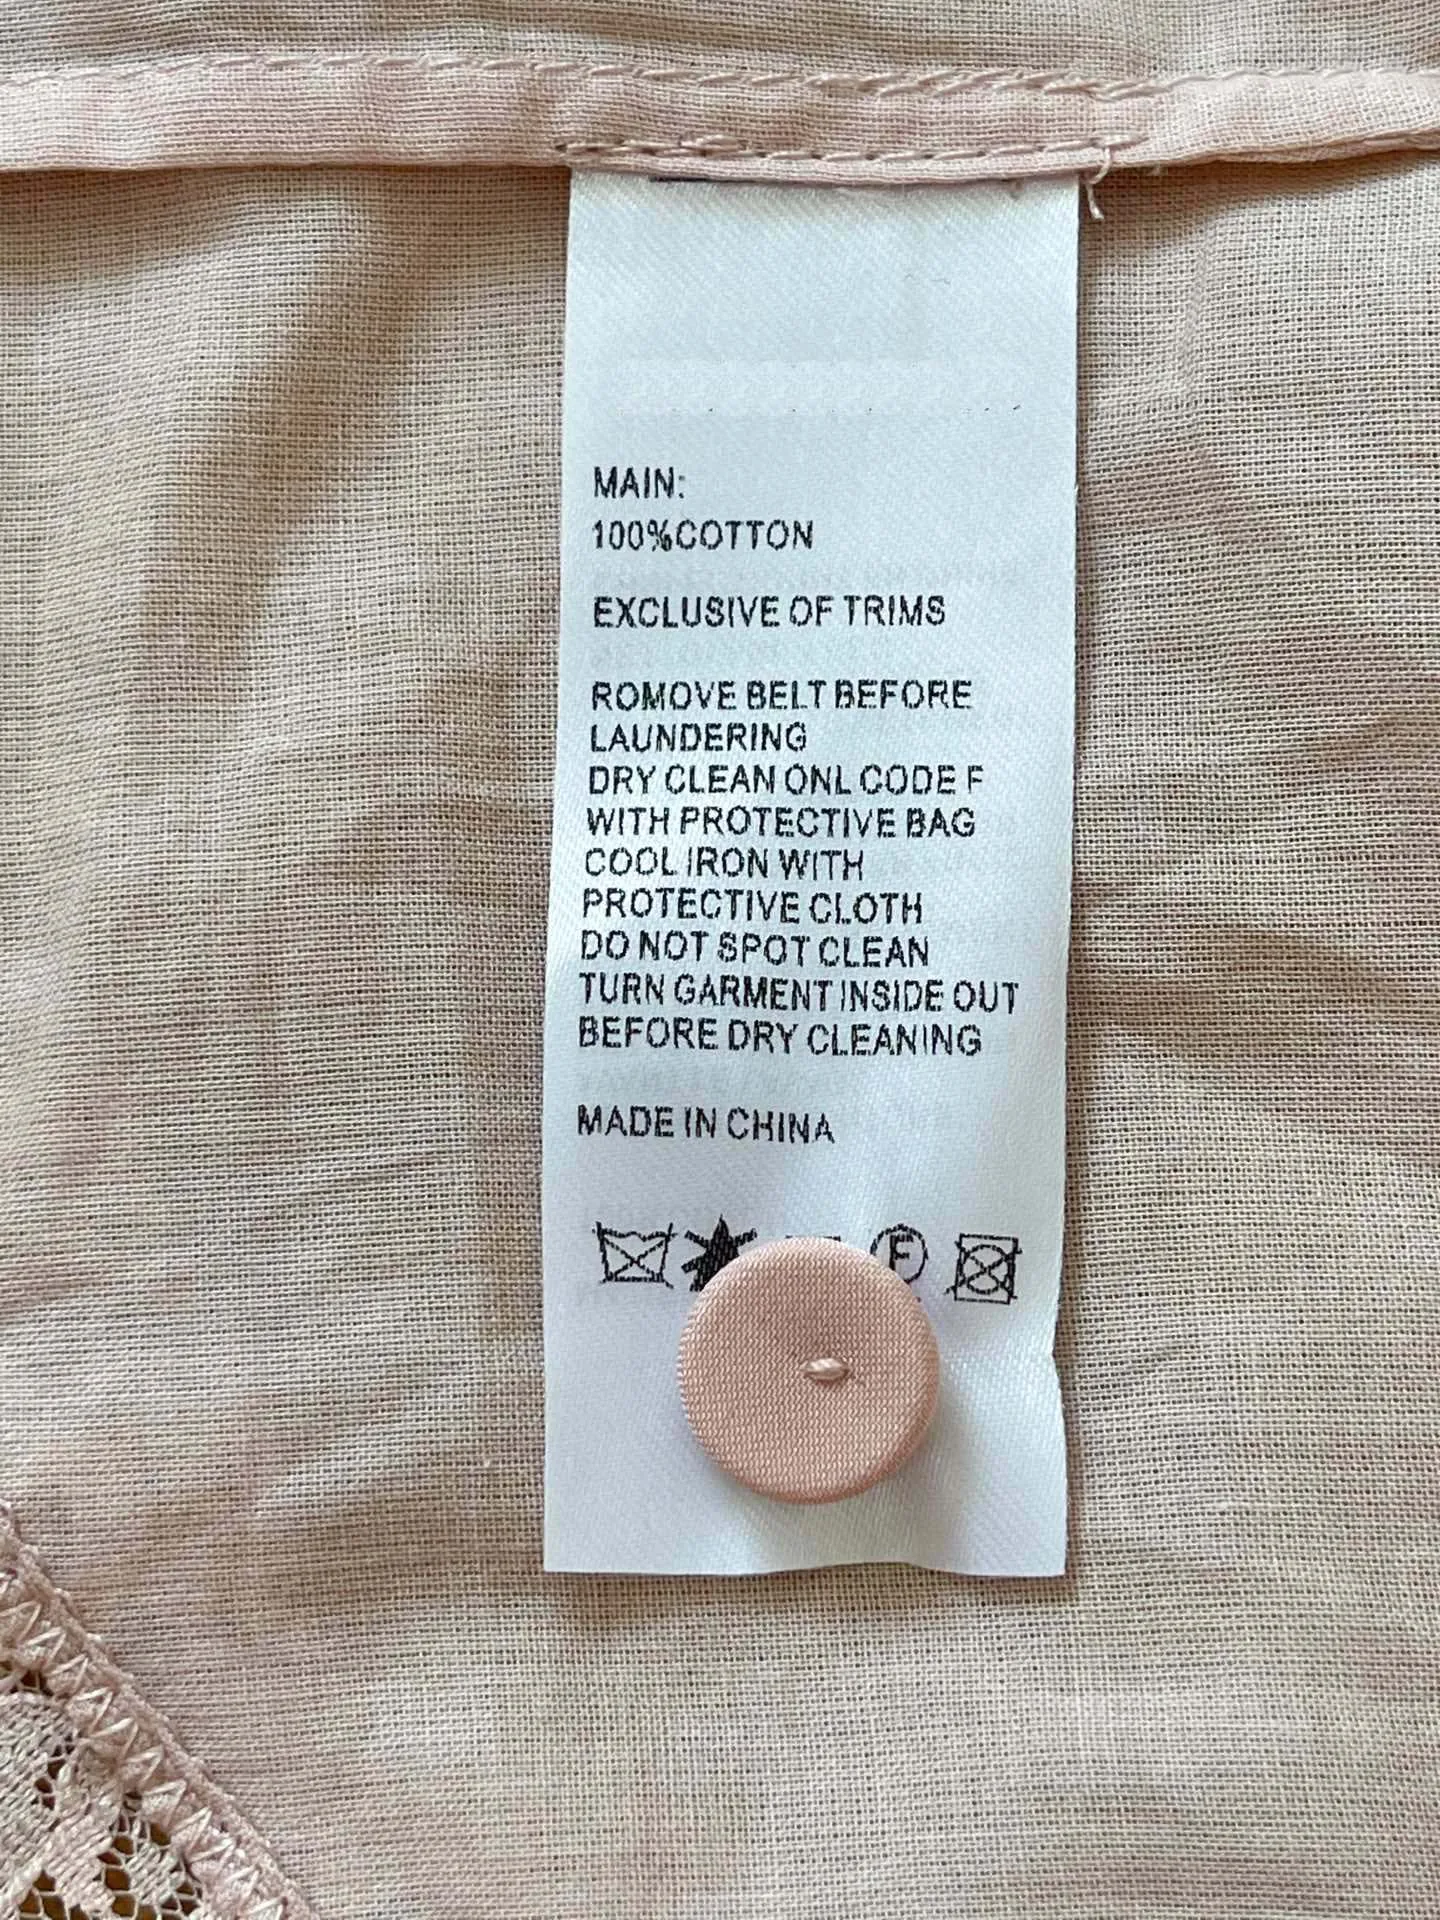 MAIN:
100%COTTON
EXCLUSIVE OF TRIMS
ROMOVE BELT BEFORE
LAUNDERING
DRY CLEAN ONL CODE F
WITH PROTECTIVE BAG
COOL IRON WITH
PROTECTIVE CLOTH
DO NOT SPOT CLEAN
TURN GARMENT INSIDE OUT
BEFORE DRY CLEANING
MADE IN CHINA
F